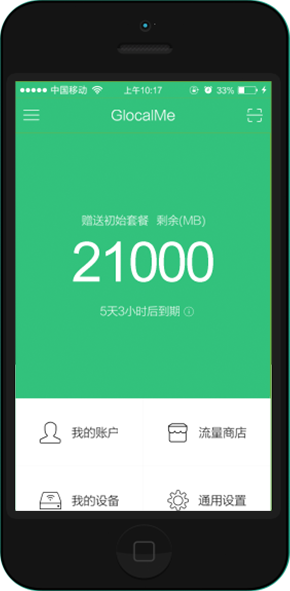 中国移动 上午10:17 33%
GlocalMe
赠送初始套餐 剩余(MB)
21000
5天3小时后到期
我的账户 流量商店
我的设备 通用设置